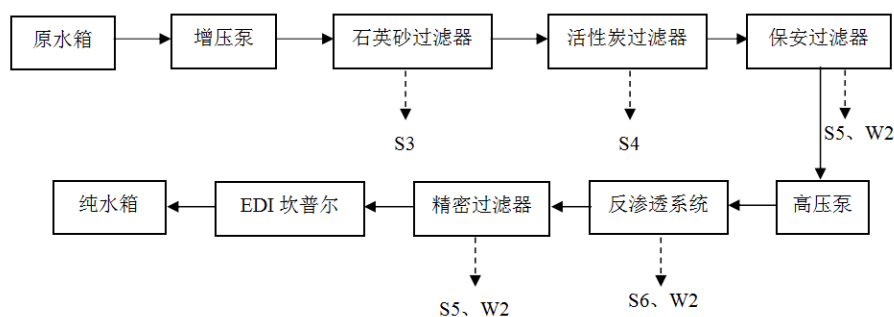 原水箱
增压泵
石英砂过滤器
活性炭过滤器
保安过滤器
S3
S4
S5、W2
纯水箱
EDI 坎普尔
精密过滤器
反渗透系统
高压泵
S5、W2
S6、W2